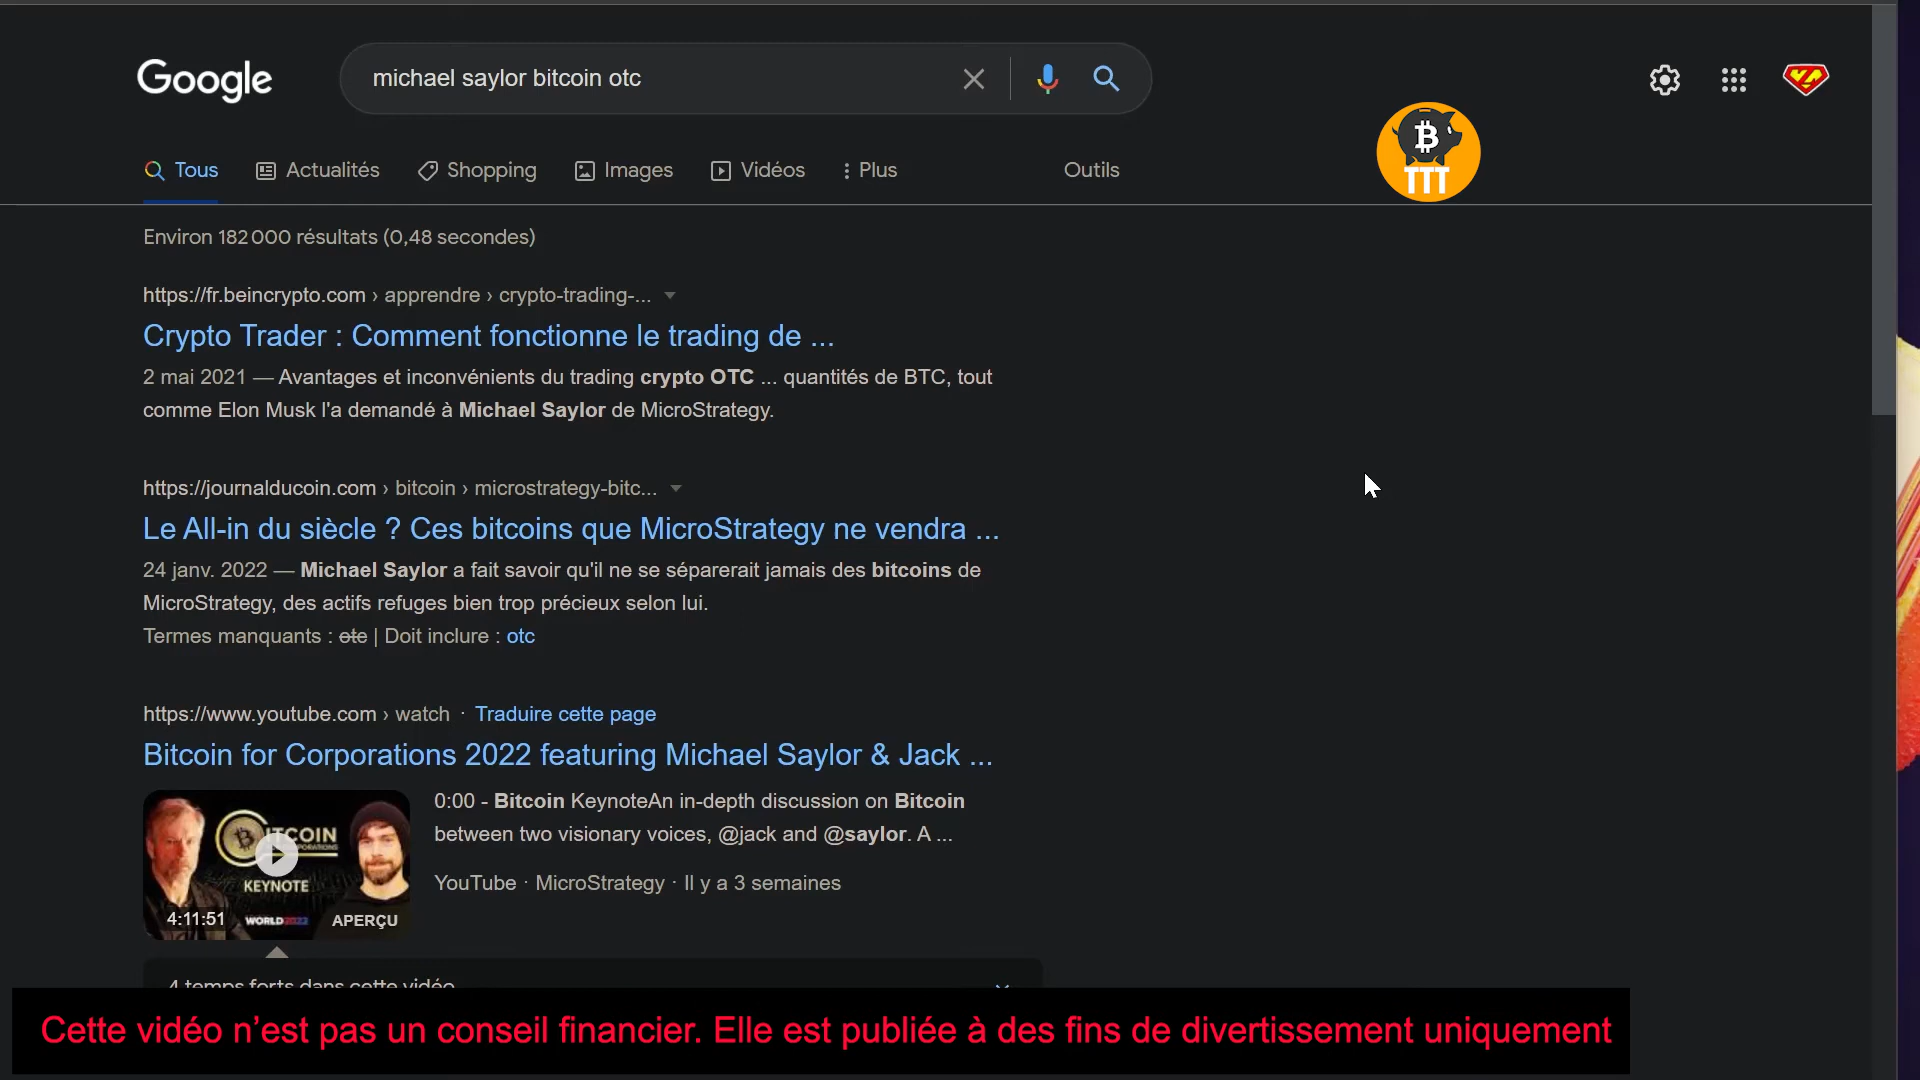 Google
michael saylor bitcoin otc
Tous
Actualités
Shopping
Images
Vidéos
Plus
Outils
TTT
Environ 182 000 résultats (0,48 secondes)
https://fr.beincrypto.com › apprendre › crypto-trading-...
Crypto Trader : Comment fonctionne le trading de ...
2 mai 2021 — Avantages et inconvénients du trading crypto OTC ... quantités de BTC, tout
comme Elon Musk l'a demandé à Michael Saylor de MicroStrategy.
https://journalducoin.com › bitcoin › microstrategy-bitc...
Le All-in du siècle ? Ces bitcoins que MicroStrategy ne vendra ...
24 janv. 2022 — Michael Saylor a fait savoir qu'il ne se séparerait jamais des bitcoins de
MicroStrategy, des actifs refuges bien trop précieux selon lui.
Termes manquants : otc | Doit inclure : otc
https://www.youtube.com › watch · Traduire cette page
Bitcoin for Corporations 2022 featuring Michael Saylor & Jack ...
0:00 - Bitcoin KeynoteAn in-depth discussion on Bitcoin
between two visionary voices, @jack and @saylor. A ...
YouTube · MicroStrategy · Il y a 3 semaines
BITCOIN
KEYNOTE
4:11:51
WORLD2022
APERÇU
4 temps forts dans cette vidéo
Cette vidéo n’est pas un conseil financier. Elle est publiée à des fins de divertissement uniquement